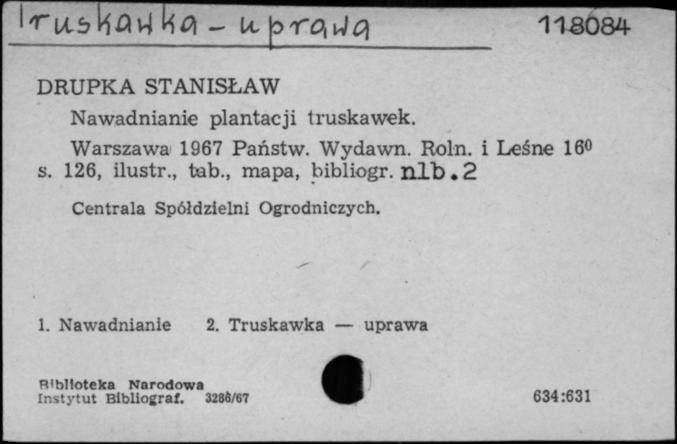 Truskawka - uprawa 118084
DRUPKA STANISŁAW
Nawadnianie plantacji truskawek.
Warszawa 1967 Państw. Wydawn. Roln. i Leśne 16⁰
s. 126, ilustr., tab., mapa, bibliogr. nlb.2
Centrala Spółdzielni Ogrodniczych.
1. Nawadnianie 2. Truskawka — uprawa
Biblioteka Narodowa
Instytut Bibliograf. 3286/67 634:631